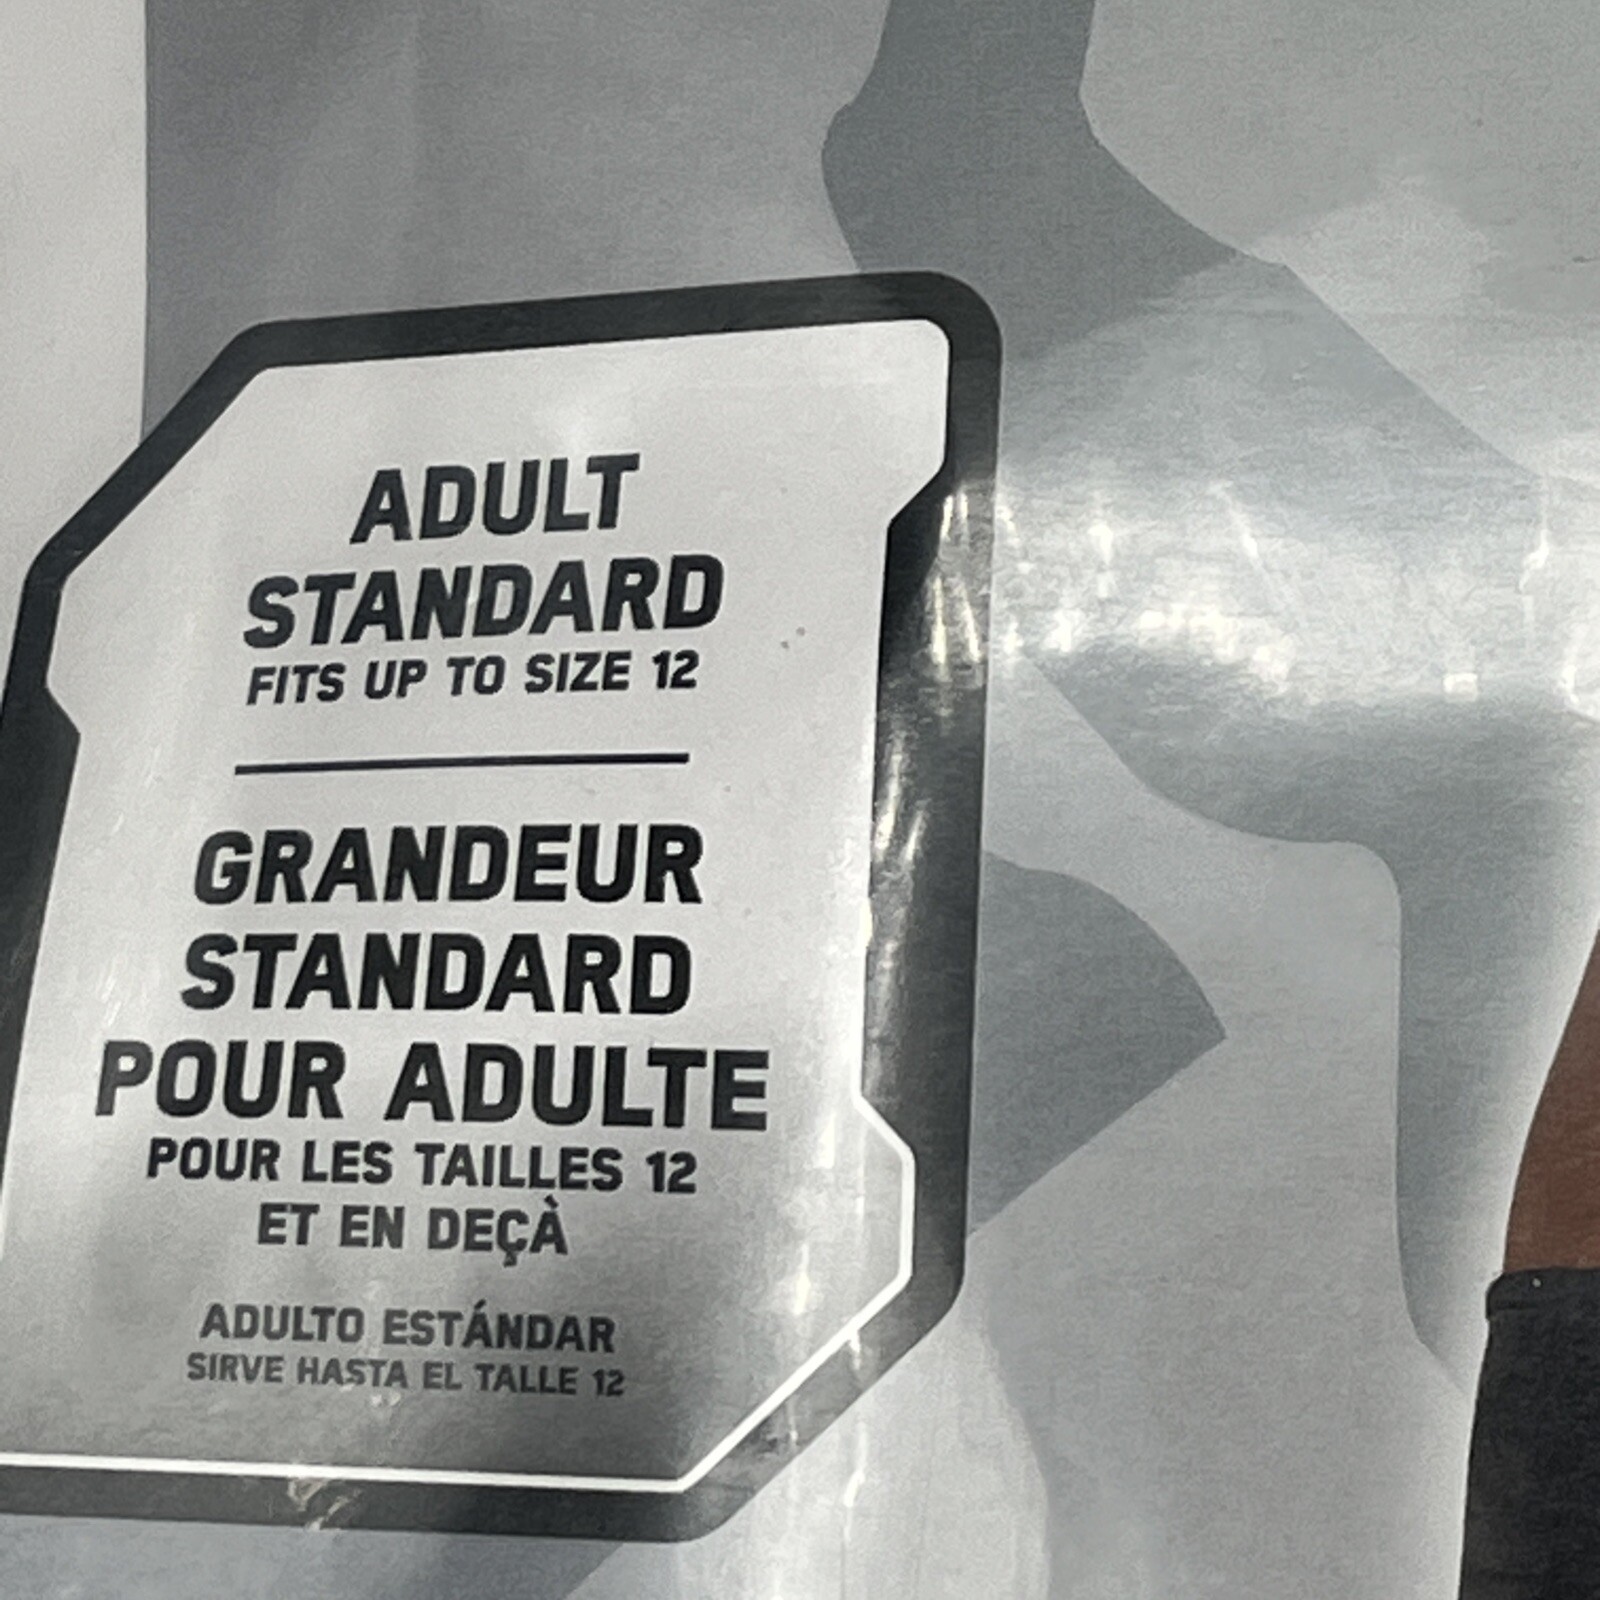 ADULT
STANDARD
FITS UP TO SIZE 12
GRANDEUR
STANDARD
POUR ADULTE
POUR LES TAILLES 12
ET EN DEÇÀ
ADULTO ESTÁNDAR
SIRVE HASTA EL TALLE 12